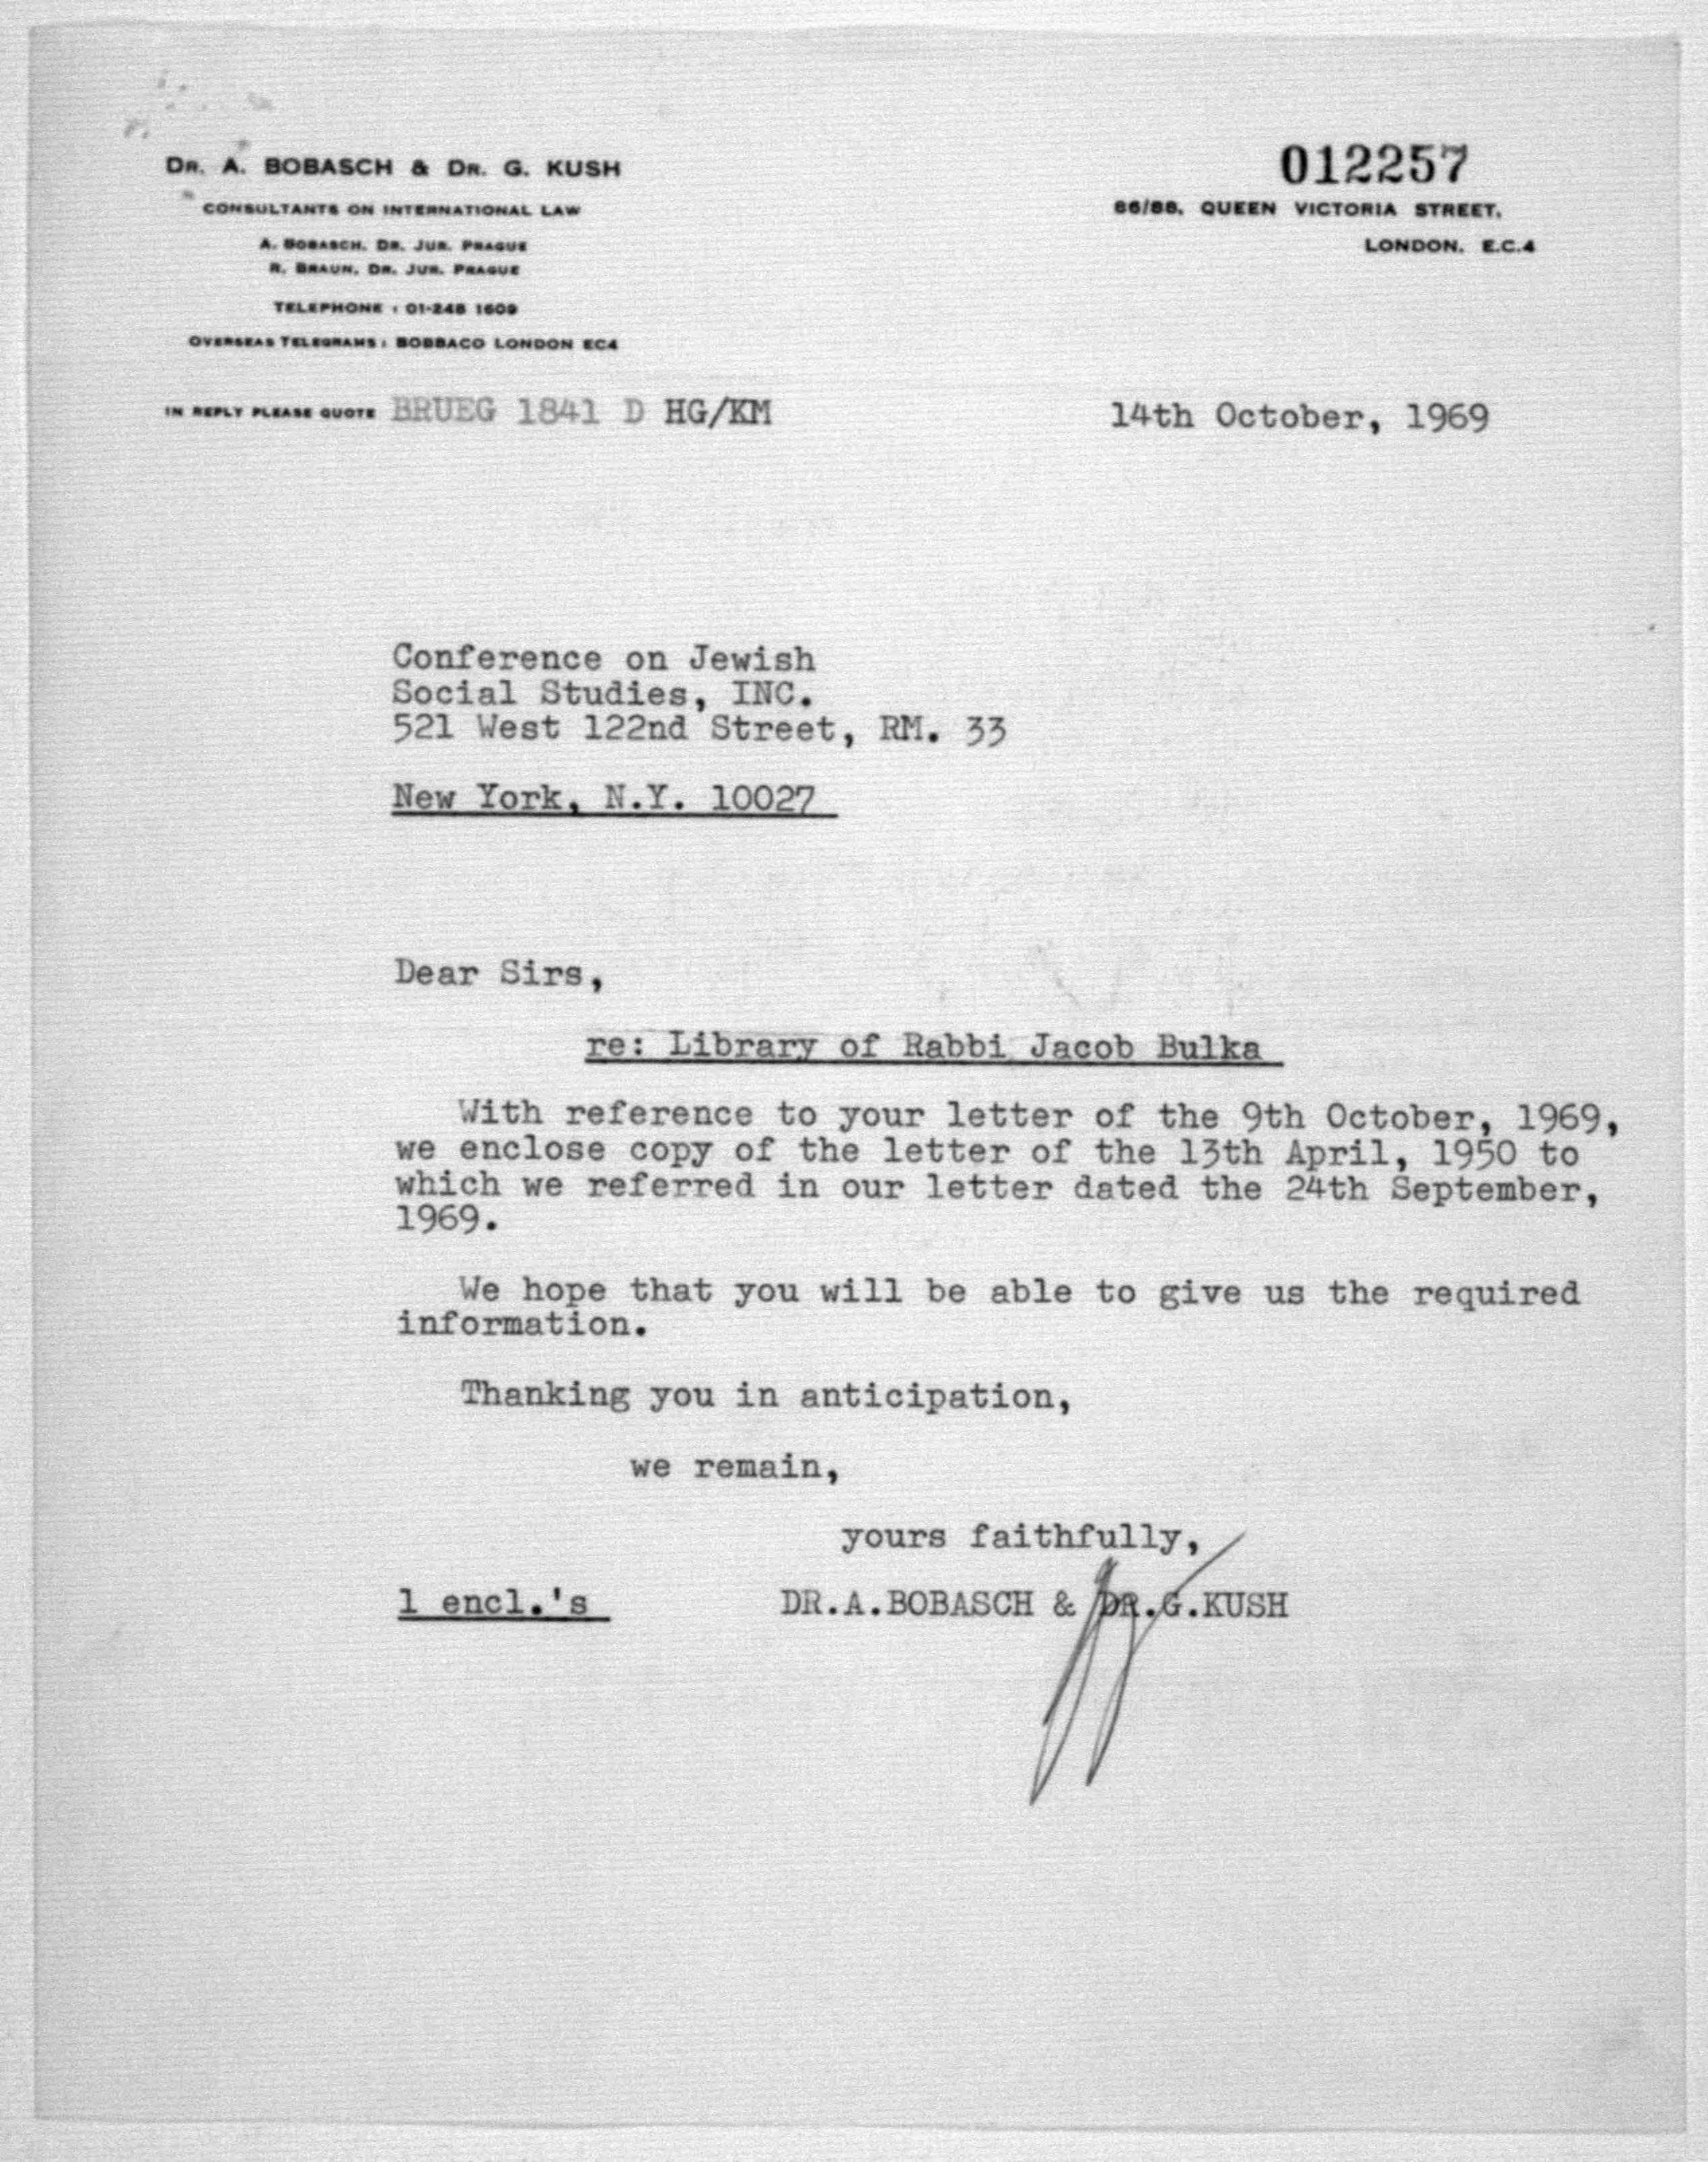 DR. A. BOBASCH & DR. G. KUSH
CONSULTANTS ON INTERNATIONAL LAW
A. BOBASCH, DR. JUR. PRAGUE
R. BRAUN, DR. JUR. PRAGUE
TELEPHONE : 01-248 1609
OVERSEAS TELEGRAMS : BOBBACO LONDON EC4
012257
86/88, QUEEN VICTORIA STREET,
LONDON, E.C.4
IN REPLY PLEASE QUOTE BRUEG 1841 D HG/KM
14th October, 1969
Conference on Jewish
Social Studies, INC.
521 West 122nd Street, RM. 33
New York, N.Y. 10027
Dear Sirs,
re: Library of Rabbi Jacob Bulka
With reference to your letter of the 9th October, 1969,
we enclose copy of the letter of the 13th April, 1950 to
which we referred in our letter dated the 24th September,
1969.
We hope that you will be able to give us the required
information.
Thanking you in anticipation,
we remain,
yours faithfully,
1 encl.'s
DR.A.BOBASCH & DR.G.KUSH